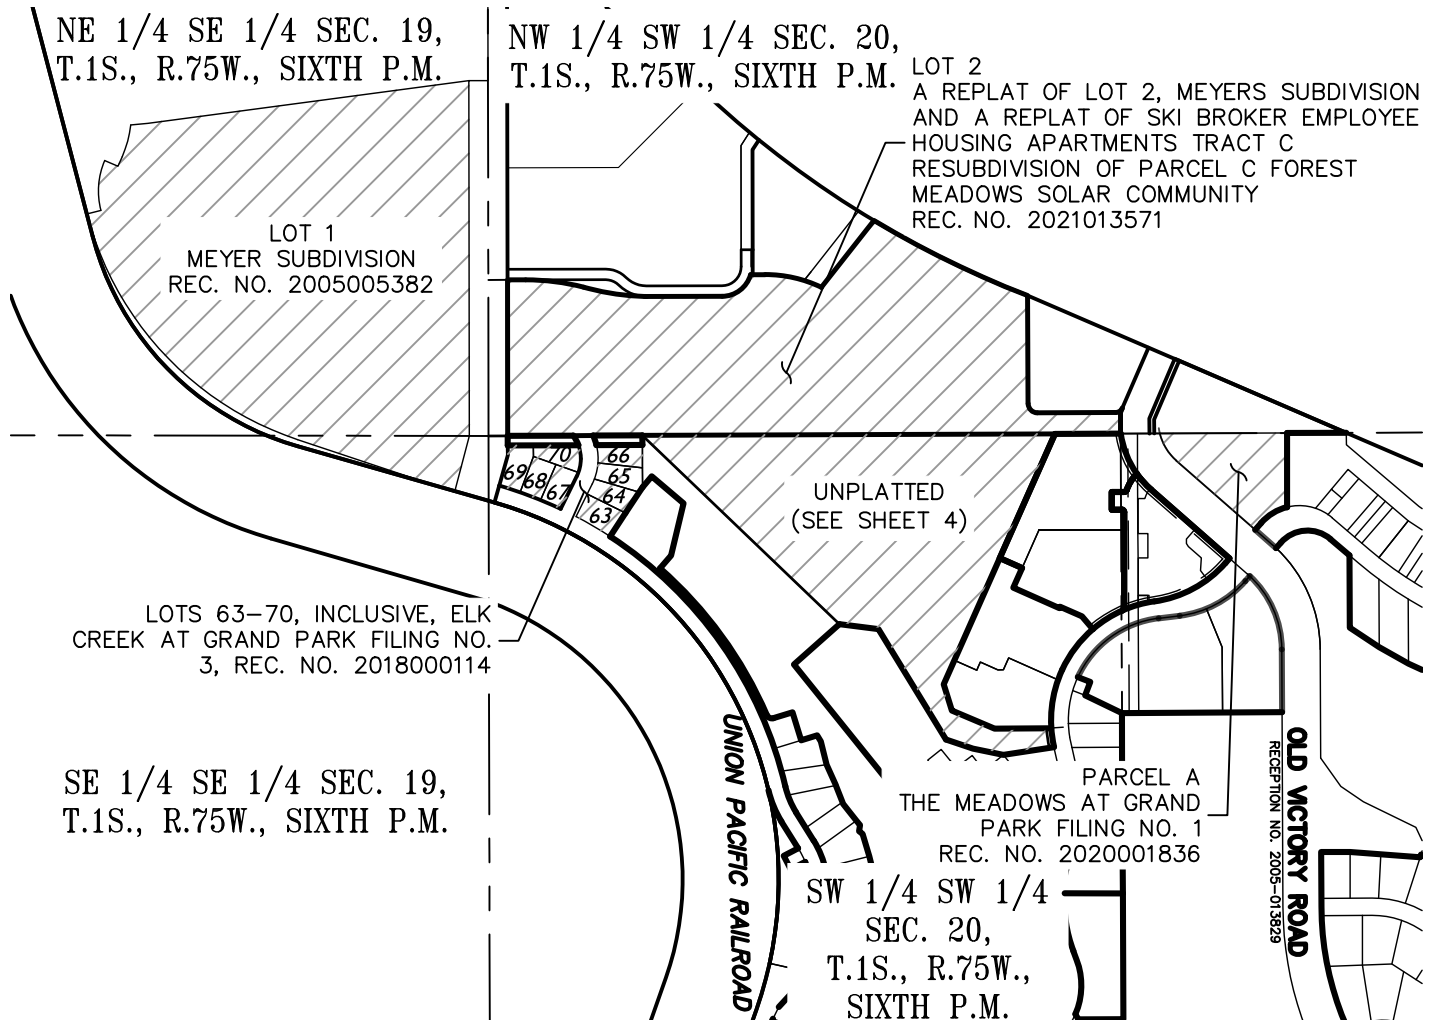 NE 1/4 SE 1/4 SEC. 19,
T.1S., R.75W., SIXTH P.M.
NW 1/4 SW 1/4 SEC. 20,
T.1S., R.75W., SIXTH P.M.
LOT 2
A REPLAT OF LOT 2, MEYERS SUBDIVISION
AND A REPLAT OF SKI BROKER EMPLOYEE
HOUSING APARTMENTS TRACT C
RESUBDIVISION OF PARCEL C FOREST
MEADOWS SOLAR COMMUNITY
REC. NO. 2021013571
LOT 1
MEYER SUBDIVISION
REC. NO. 2005005382
69
68
70
67
66
65
64
63
UNPLATTED
(SEE SHEET 4)
LOTS 63-70, INCLUSIVE, ELK
CREEK AT GRAND PARK FILING NO.
3, REC. NO. 2018000114
SE 1/4 SE 1/4 SEC. 19,
T.1S., R.75W., SIXTH P.M.
UNION PACIFIC RAILROAD
PARCEL A
THE MEADOWS AT GRAND
PARK FILING NO. 1
REC. NO. 2020001836
OLD VICTORY ROAD
RECEPTION NO. 2005-013829
SW 1/4 SW 1/4
SEC. 20,
T.1S., R.75W.,
SIXTH P.M.